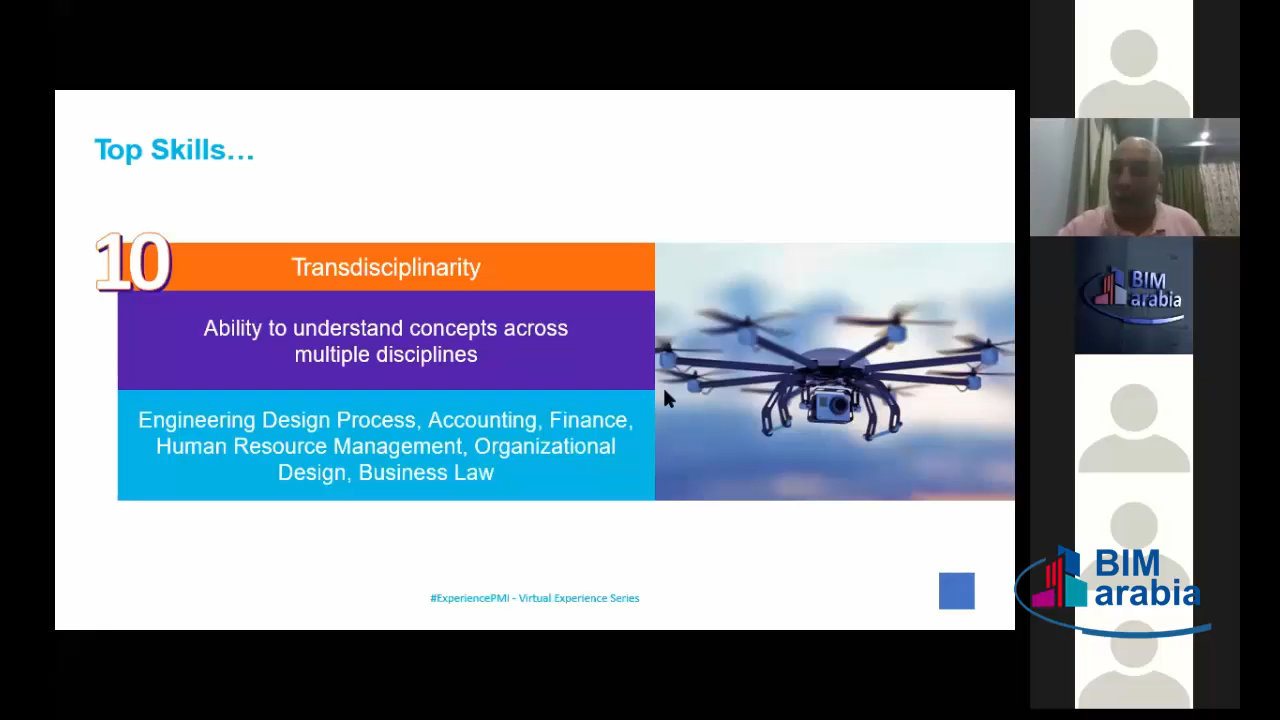 Top Skills…
10
Transdisciplinarity
Ability to understand concepts across
multiple disciplines
Engineering Design Process, Accounting, Finance,
Human Resource Management, Organizational
Design, Business Law
#ExperiencePMI - Virtual Experience Series
BIM
arabia
BIM
arabia